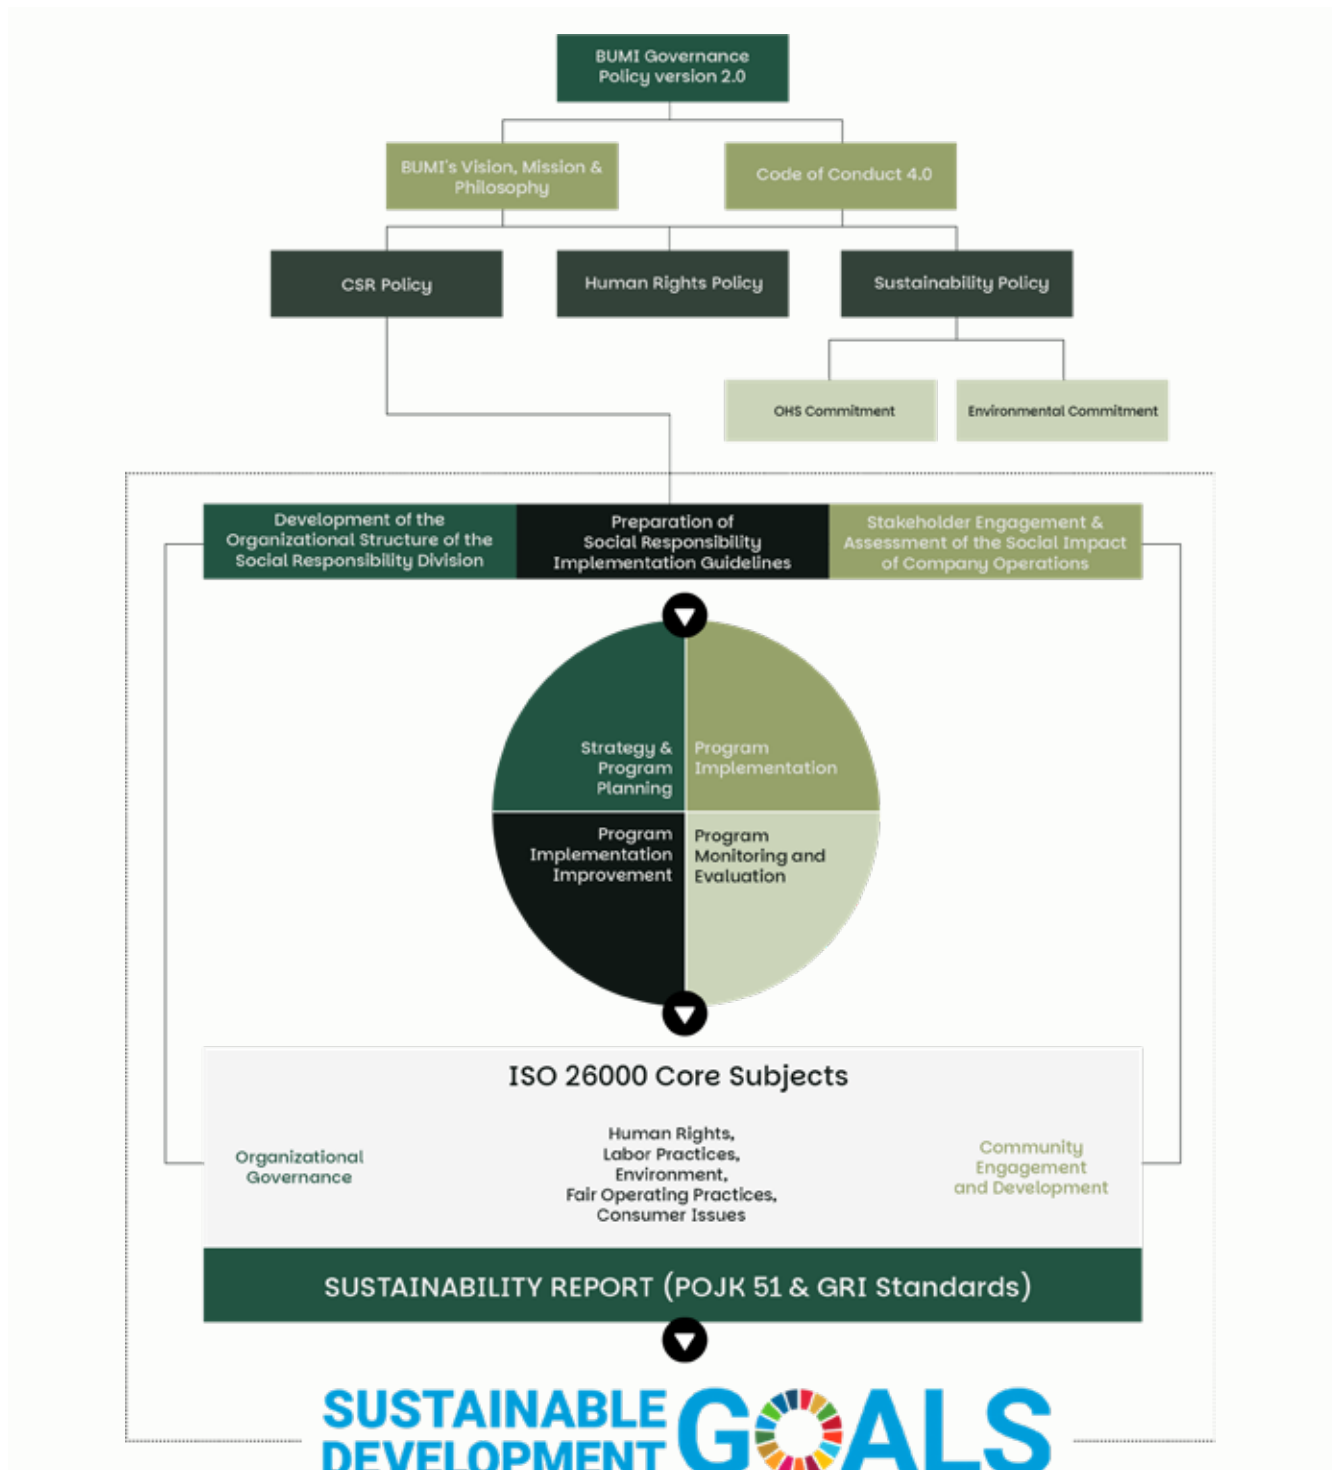 BUMI Governance
Policy version 2.0
BUMI's Vision, Mission &
Philosophy
Code of Conduct 4.0
CSR Policy
Human Rights Policy
Sustainability Policy
OHS Commitment
Environmental Commitment
Development of the
Organizational Structure of the
Social Responsibility Division
Preparation of
Social Responsibility
Implementation Guidelines
Stakeholder Engagement &
Assessment of the Social Impact
of Company Operations
Strategy &
Program
Planning
Program
Implementation
Program
Implementation
Improvement
Program
Monitoring and
Evaluation
ISO 26000 Core Subjects
Organizational
Governance
Human Rights,
Labor Practices,
Environment,
Fair Operating Practices,
Consumer Issues
Community
Engagement
and Development
SUSTAINABILITY REPORT (POJK 51 & GRI Standards)
SUSTAINABLE
DEVELOPMENT
GOALS